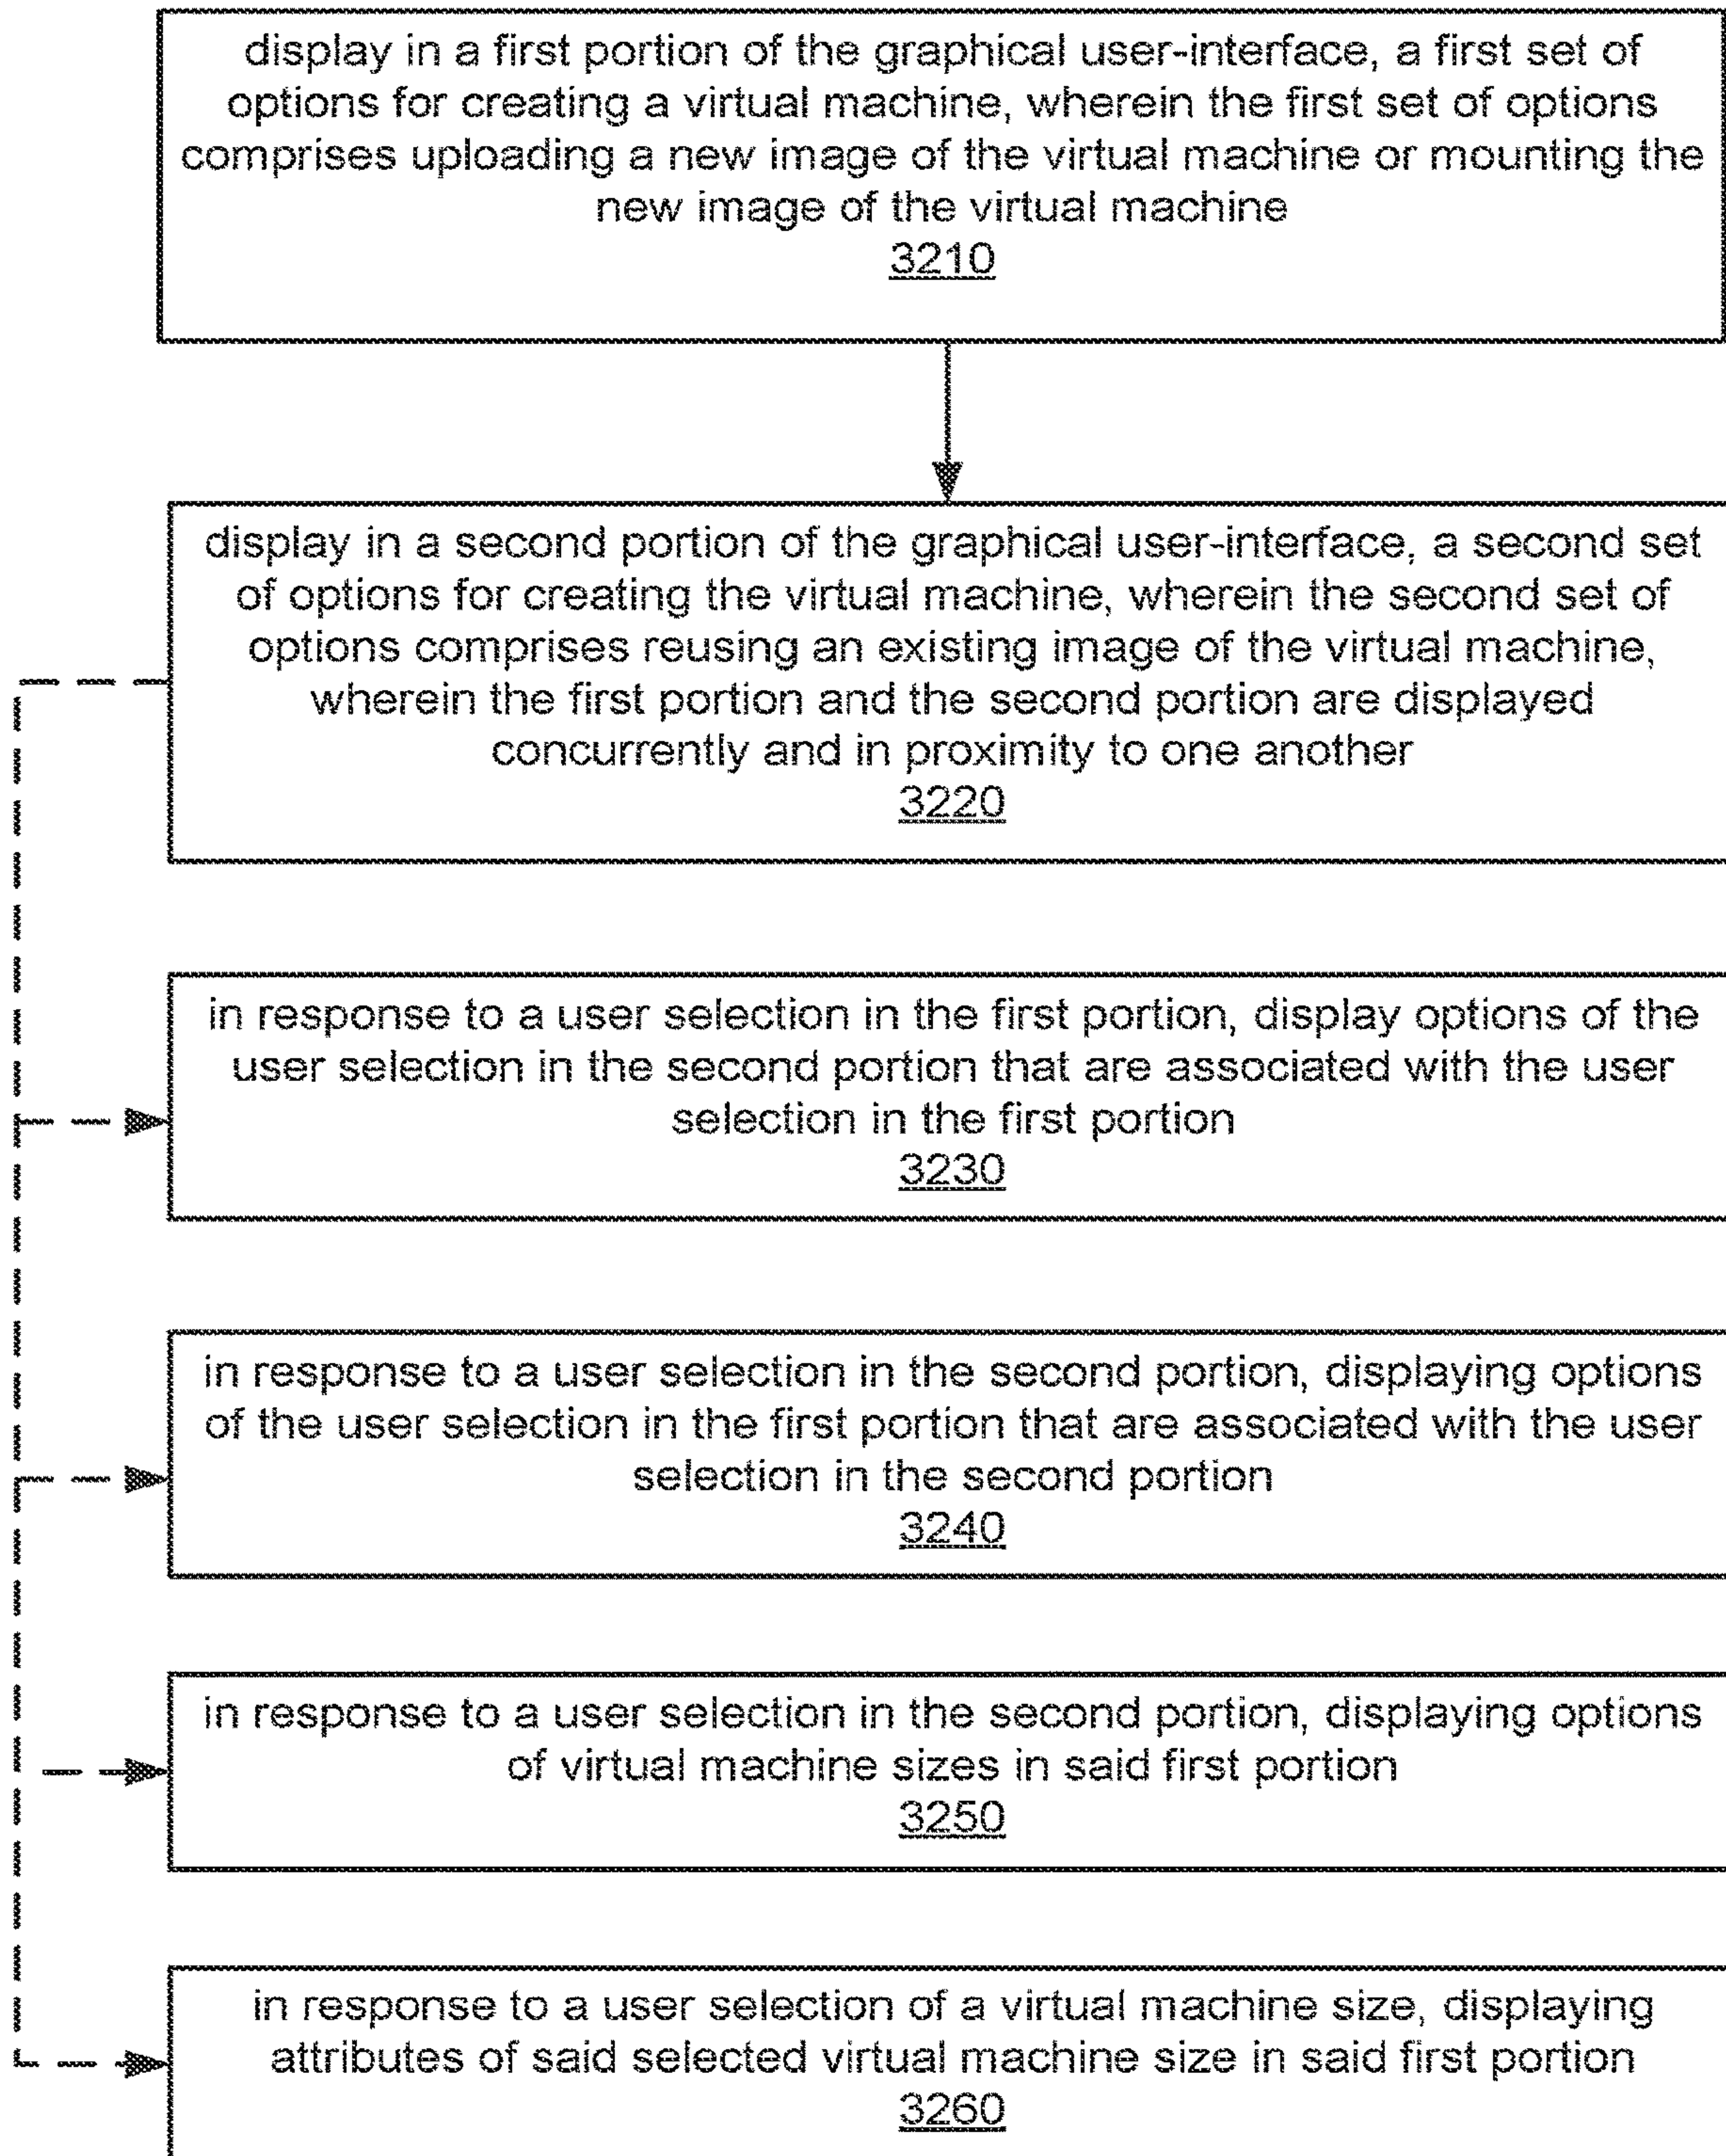 display in a first portion of the graphical user-interface, a first set of
options for creating a virtual machine, wherein the first set of options
comprises uploading a new image of the virtual machine or mounting the
new image of the virtual machine
3210
display in a second portion of the graphical user-interface, a second set
of options for creating the virtual machine, wherein the second set of
options comprises reusing an existing image of the virtual machine,
wherein the first portion and the second portion are displayed
concurrently and in proximity to one another
3220
in response to a user selection in the first portion, display options of the
user selection in the second portion that are associated with the user
selection in the first portion
3230
in response to a user selection in the second portion, displaying options
of the user selection in the first portion that are associated with the user
selection in the second portion
3240
in response to a user selection in the second portion, displaying options
of virtual machine sizes in said first portion
3250
in response to a user selection of a virtual machine size, displaying
attributes of said selected virtual machine size in said first portion
3260